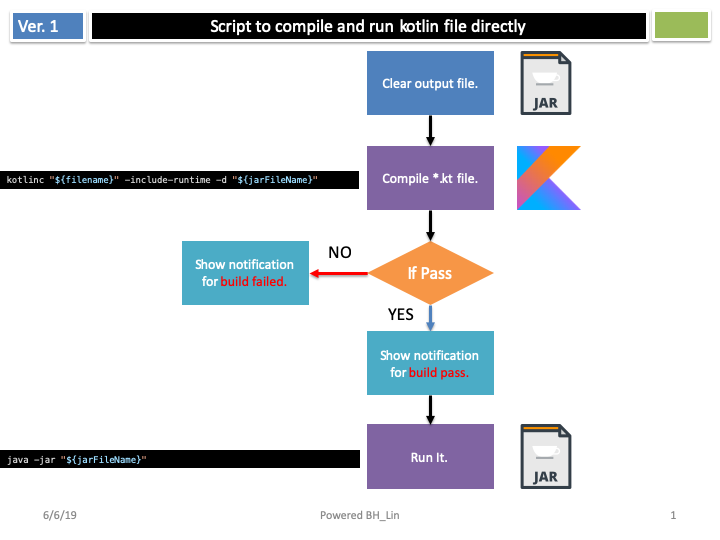 Ver. 1
Script to compile and run kotlin file directly
Clear output file.
JAR
kotlinc "${filename}" -include-runtime -d "${jarFileName}"
Compile *.kt file.
NO
If Pass
Show notification
for build failed.
YES
Show notification
for build pass.
java -jar "${jarFileName}"
Run It.
JAR
6/6/19
Powered BH_Lin
1